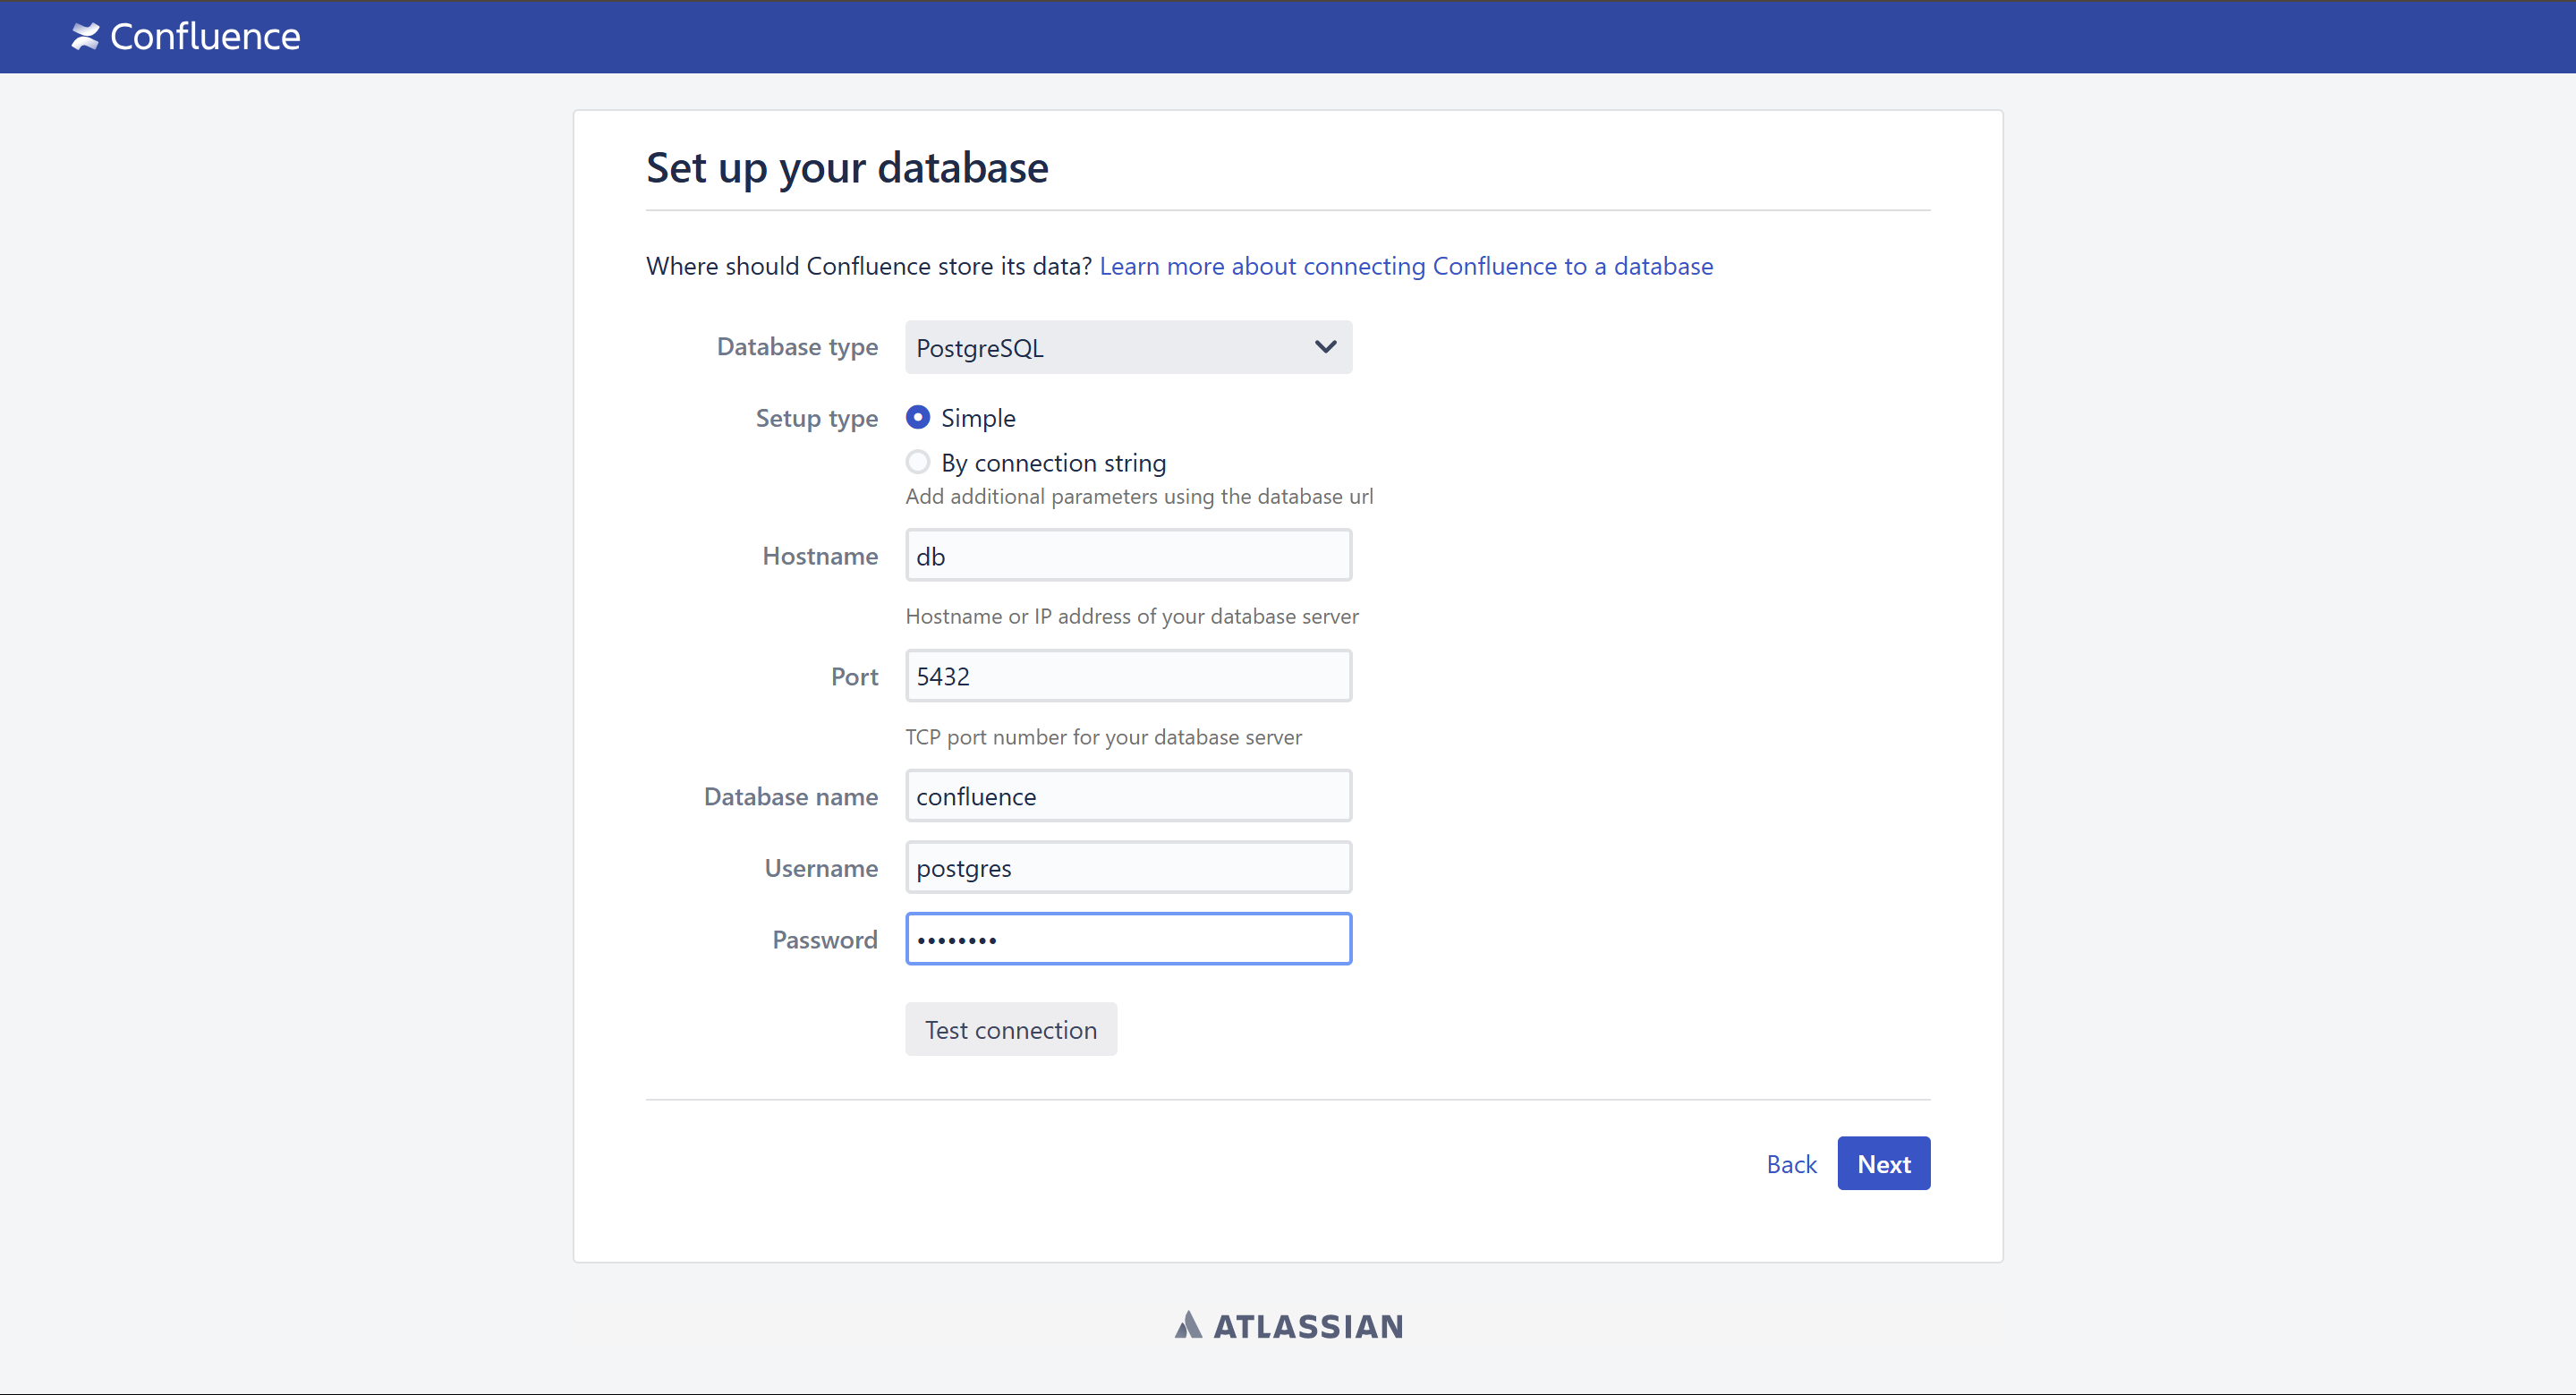 Confluence
Set up your database
Where should Confluence store its data? Learn more about connecting Confluence to a database
Database type PostgreSQL
Setup type Simple
By connection string
Add additional parameters using the database url
Hostname db
Hostname or IP address of your database server
Port 5432
TCP port number for your database server
Database name confluence
Username postgres
Password ••••••••
Test connection
Back Next
ATLASSIAN